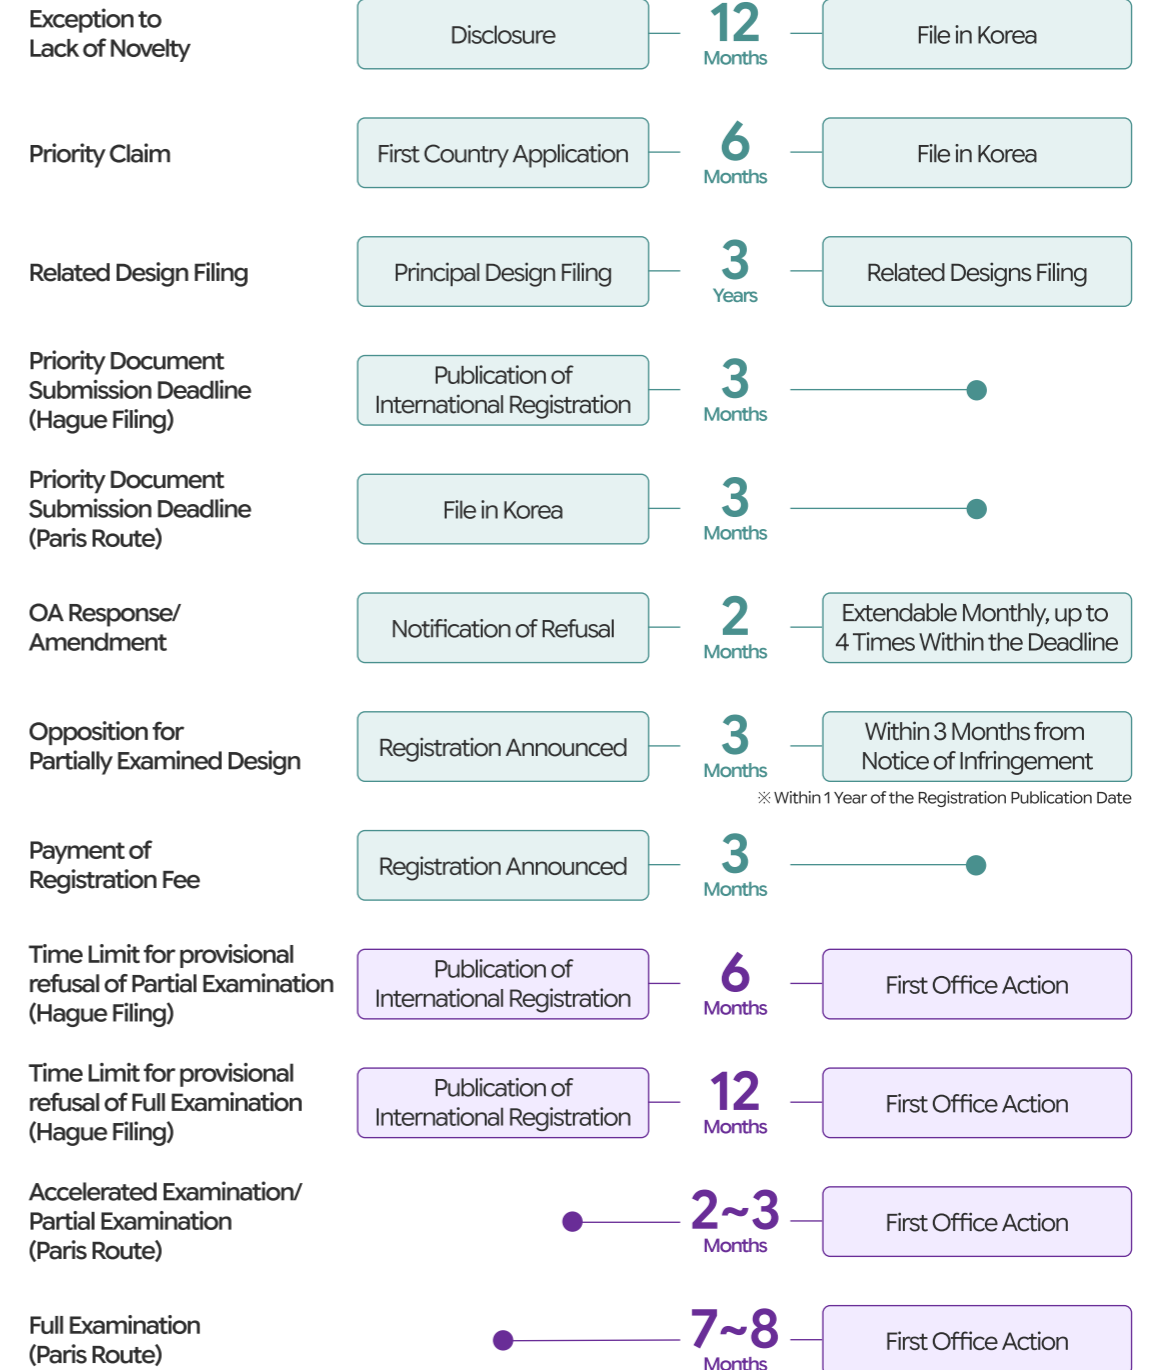 Exception to
Lack of Novelty
Disclosure
12
Months
File in Korea
Priority Claim
First Country Application
6
Months
File in Korea
Related Design Filing
Principal Design Filing
3
Years
Related Designs Filing
Priority Document
Submission Deadline
(Hague Filing)
Publication of
International Registration
3
Months
Priority Document
Submission Deadline
(Paris Route)
File in Korea
3
Months
OA Response/
Amendment
Notification of Refusal
2
Months
Extendable Monthly, up to
4 Times Within the Deadline
Opposition for
Partially Examined Design
Registration Announced
3
Months
Within 3 Months from
Notice of Infringement
※ Within 1 Year of the Registration Publication Date
Payment of
Registration Fee
Registration Announced
3
Months
Time Limit for provisional
refusal of Partial Examination
(Hague Filing)
Publication of
International Registration
6
Months
First Office Action
Time Limit for provisional
refusal of Full Examination
(Hague Filing)
Publication of
International Registration
12
Months
First Office Action
Accelerated Examination/
Partial Examination
(Paris Route)
2~3
Months
First Office Action
Full Examination
(Paris Route)
7~8
Months
First Office Action